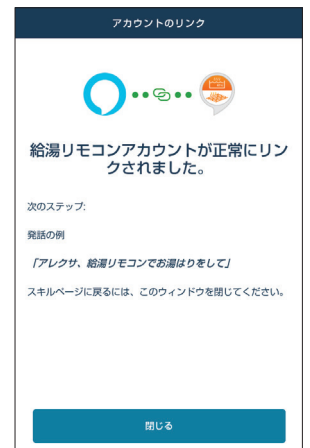 アカウントのリンク
給湯リモコンアカウントが正常にリン
クされました。
次のステップ:
発話の例
「アレクサ、給湯リモコンでお湯はりをして」
スキルページに戻るには、このウィンドウを閉じてください。
閉じる